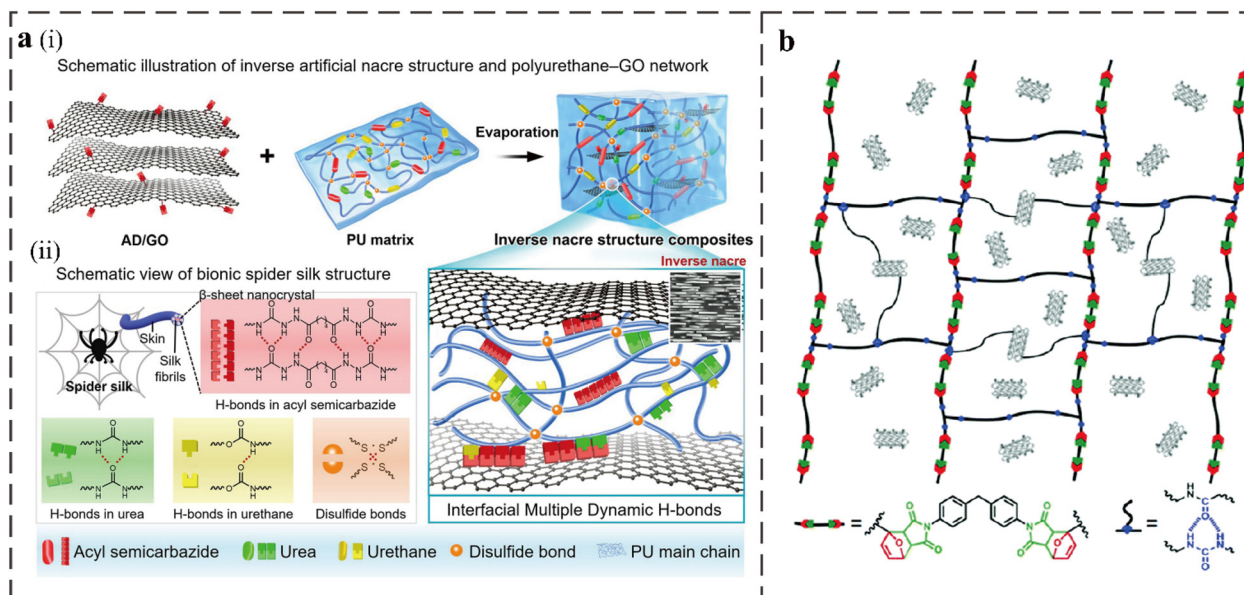 a (i)
Schematic illustration of inverse artificial nacre structure and polyurethane–GO network
Evaporation
AD/GO
PU matrix
Inverse nacre structure composites
(ii)
Schematic view of bionic spider silk structure
Inverse nacre
β-sheet nanocrystal
Skin
Silk
fibrils
Spider silk
H-bonds in acyl semicarbazide
H-bonds in urea
H-bonds in urethane
Disulfide bonds
Interfacial Multiple Dynamic H-bonds
Acyl semicarbazide
Urea
Urethane
Disulfide bond
PU main chain
b